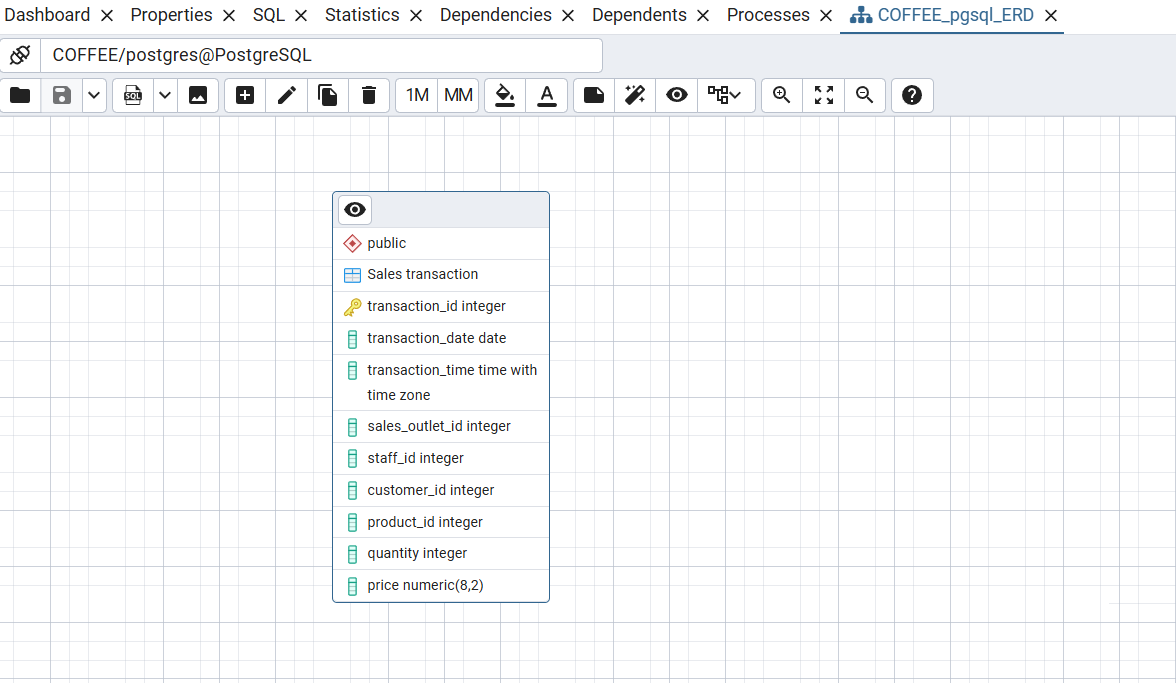 Dashboard Properties SQL Statistics Dependencies Dependents Processes COFFEE_pgsql_ERD
COFFEE/postgres@PostgreSQL
SQL 1M MM A
public
Sales transaction
transaction_id integer
transaction_date date
transaction_time time with
time zone
sales_outlet_id integer
staff_id integer
customer_id integer
product_id integer
quantity integer
price numeric(8,2)